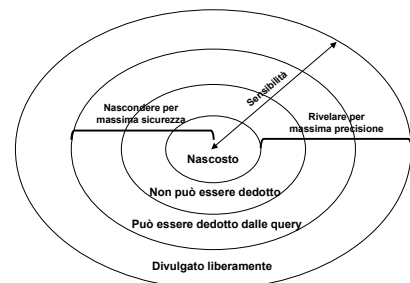 Sensibilità
Nascondere per
massima sicurezza
Rivelare per
massima precisione
Nascosto
Non può essere dedotto
Può essere dedotto dalle query
Divulgato liberamente